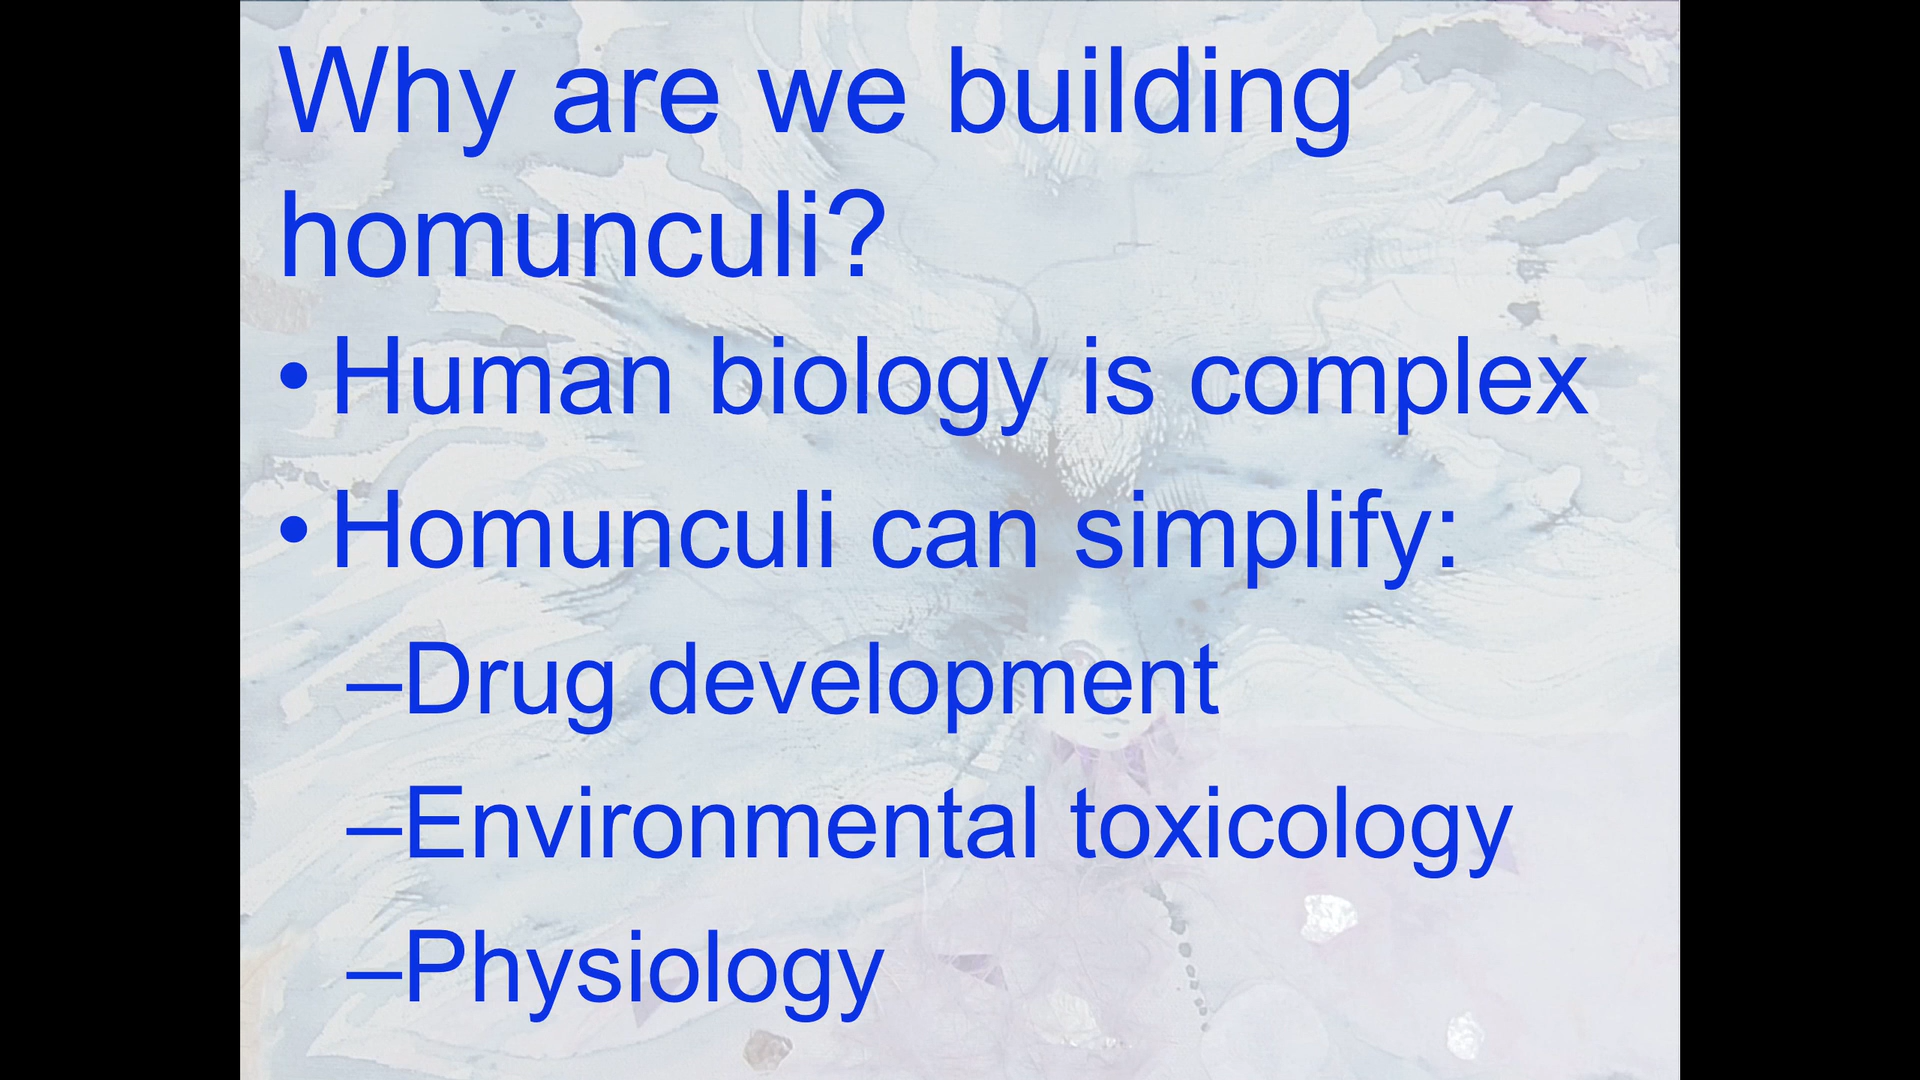 Why are we building
homunculi?
• Human biology is complex
• Homunculi can simplify:
–Drug development
–Environmental toxicology
–Physiology